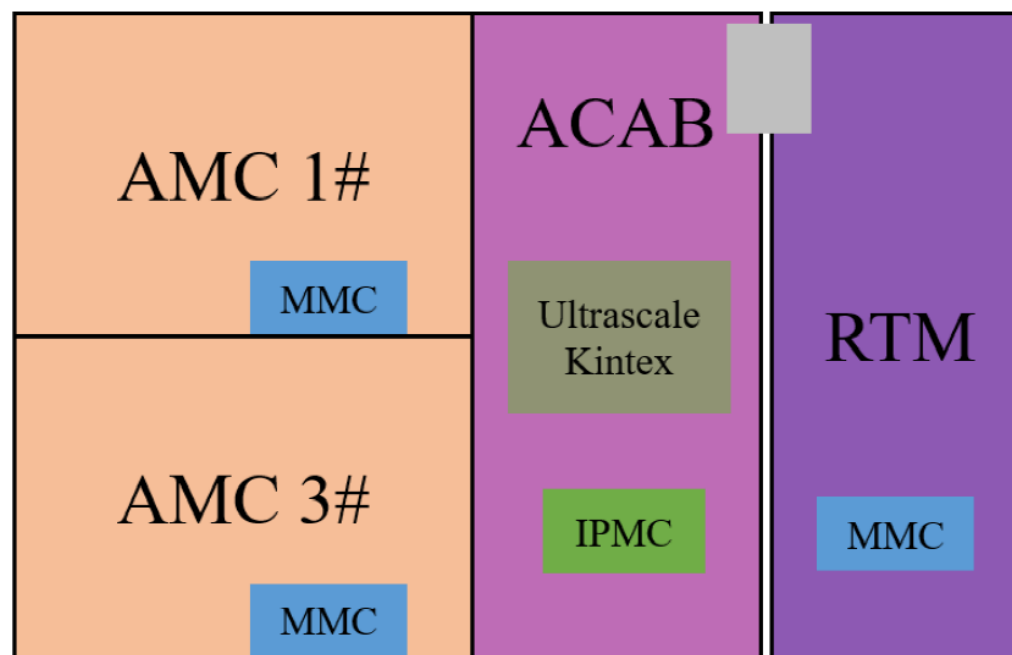 AMC 1#
MMC
AMC 3#
MMC
ACAB
Ultrascale
Kintex
IPMC
RTM
MMC